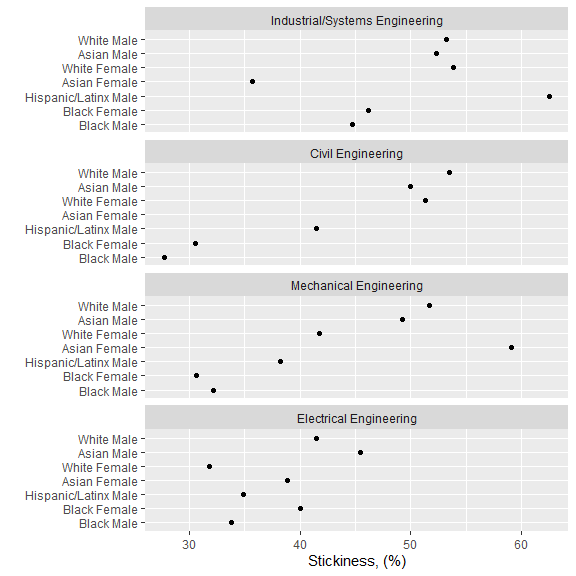 Industrial/Systems Engineering
White Male
Asian Male
White Female
Asian Female
Hispanic/Latinx Male
Black Female
Black Male
Civil Engineering
White Male
Asian Male
White Female
Asian Female
Hispanic/Latinx Male
Black Female
Black Male
Mechanical Engineering
White Male
Asian Male
White Female
Asian Female
Hispanic/Latinx Male
Black Female
Black Male
Electrical Engineering
White Male
Asian Male
White Female
Asian Female
Hispanic/Latinx Male
Black Female
Black Male
30 40 50 60
Stickiness, (%)